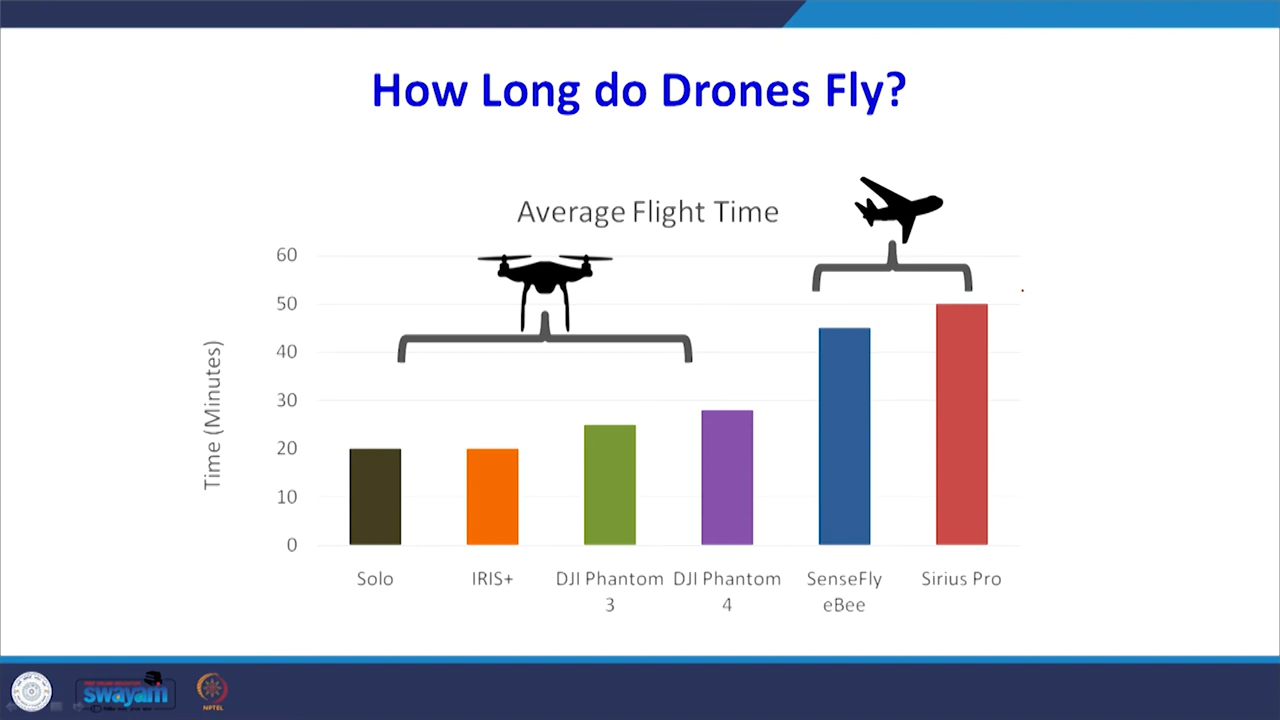 How Long do Drones Fly?
Average Flight Time
60
50
40
30
20
10
0
Time (Minutes)
Solo
IRIS+
DJI Phantom 3
DJI Phantom 4
SenseFly eBee
Sirius Pro
swayam
NPTEL